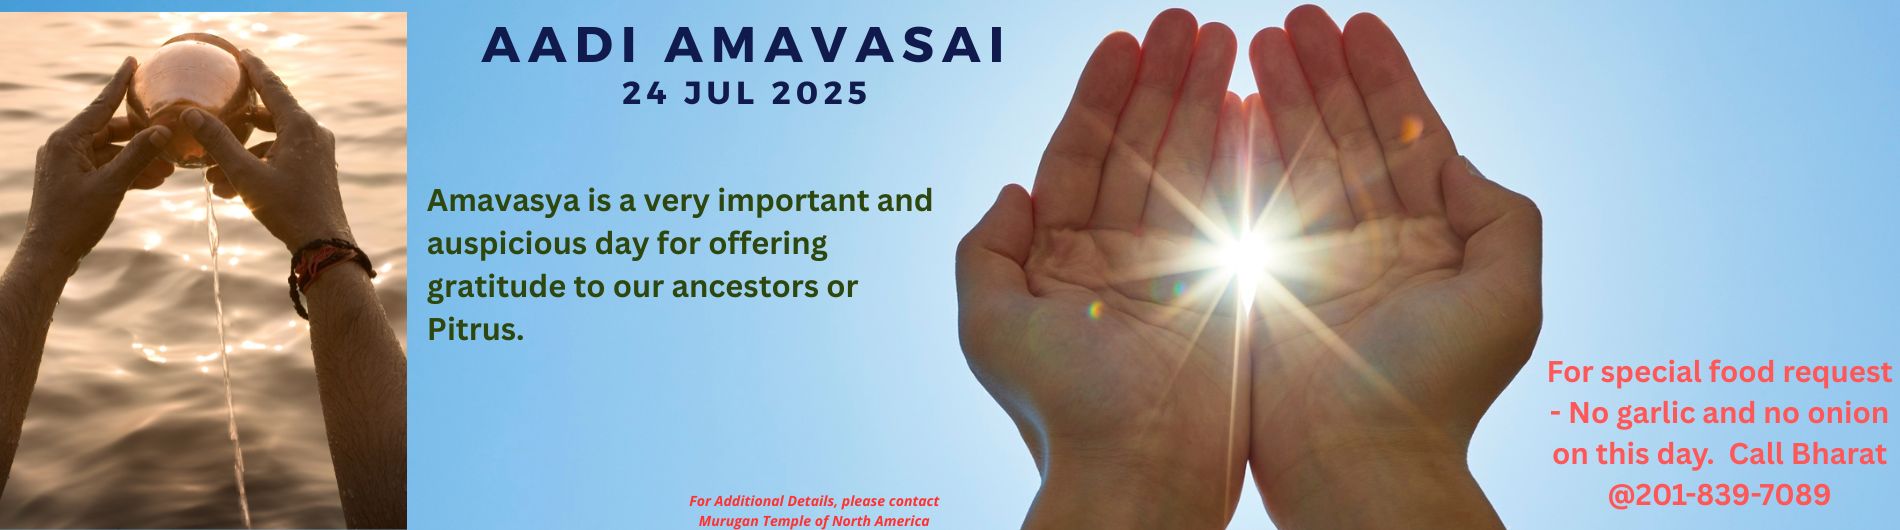 AADI AMAVASAI
24 JUL 2025
Amavasya is a very important and
auspicious day for offering
gratitude to our ancestors or
Pitrus.
For special food request
- No garlic and no onion
on this day.  Call Bharat
@201-839-7089
For Additional Details, please contact
Murugan Temple of North America